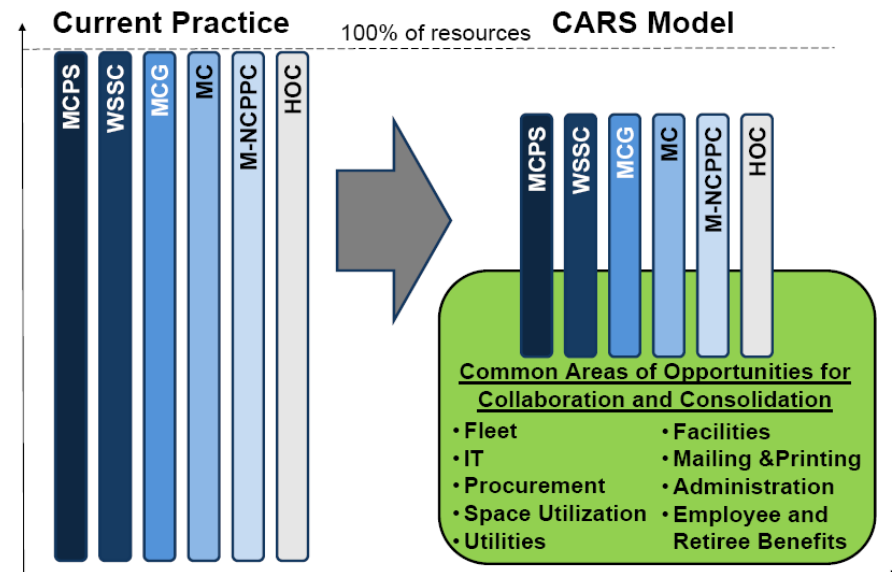 Current Practice
100% of resources
CARS Model
MCPS
WSSC
MCG
MC
M-NCPPC
HOC
MCPS
WSSC
MCG
MC
M-NCPPC
HOC
Common Areas of Opportunities for
Collaboration and Consolidation
• Fleet
• IT
• Procurement
• Space Utilization
• Utilities
• Facilities
• Mailing &Printing
• Administration
• Employee and
Retiree Benefits